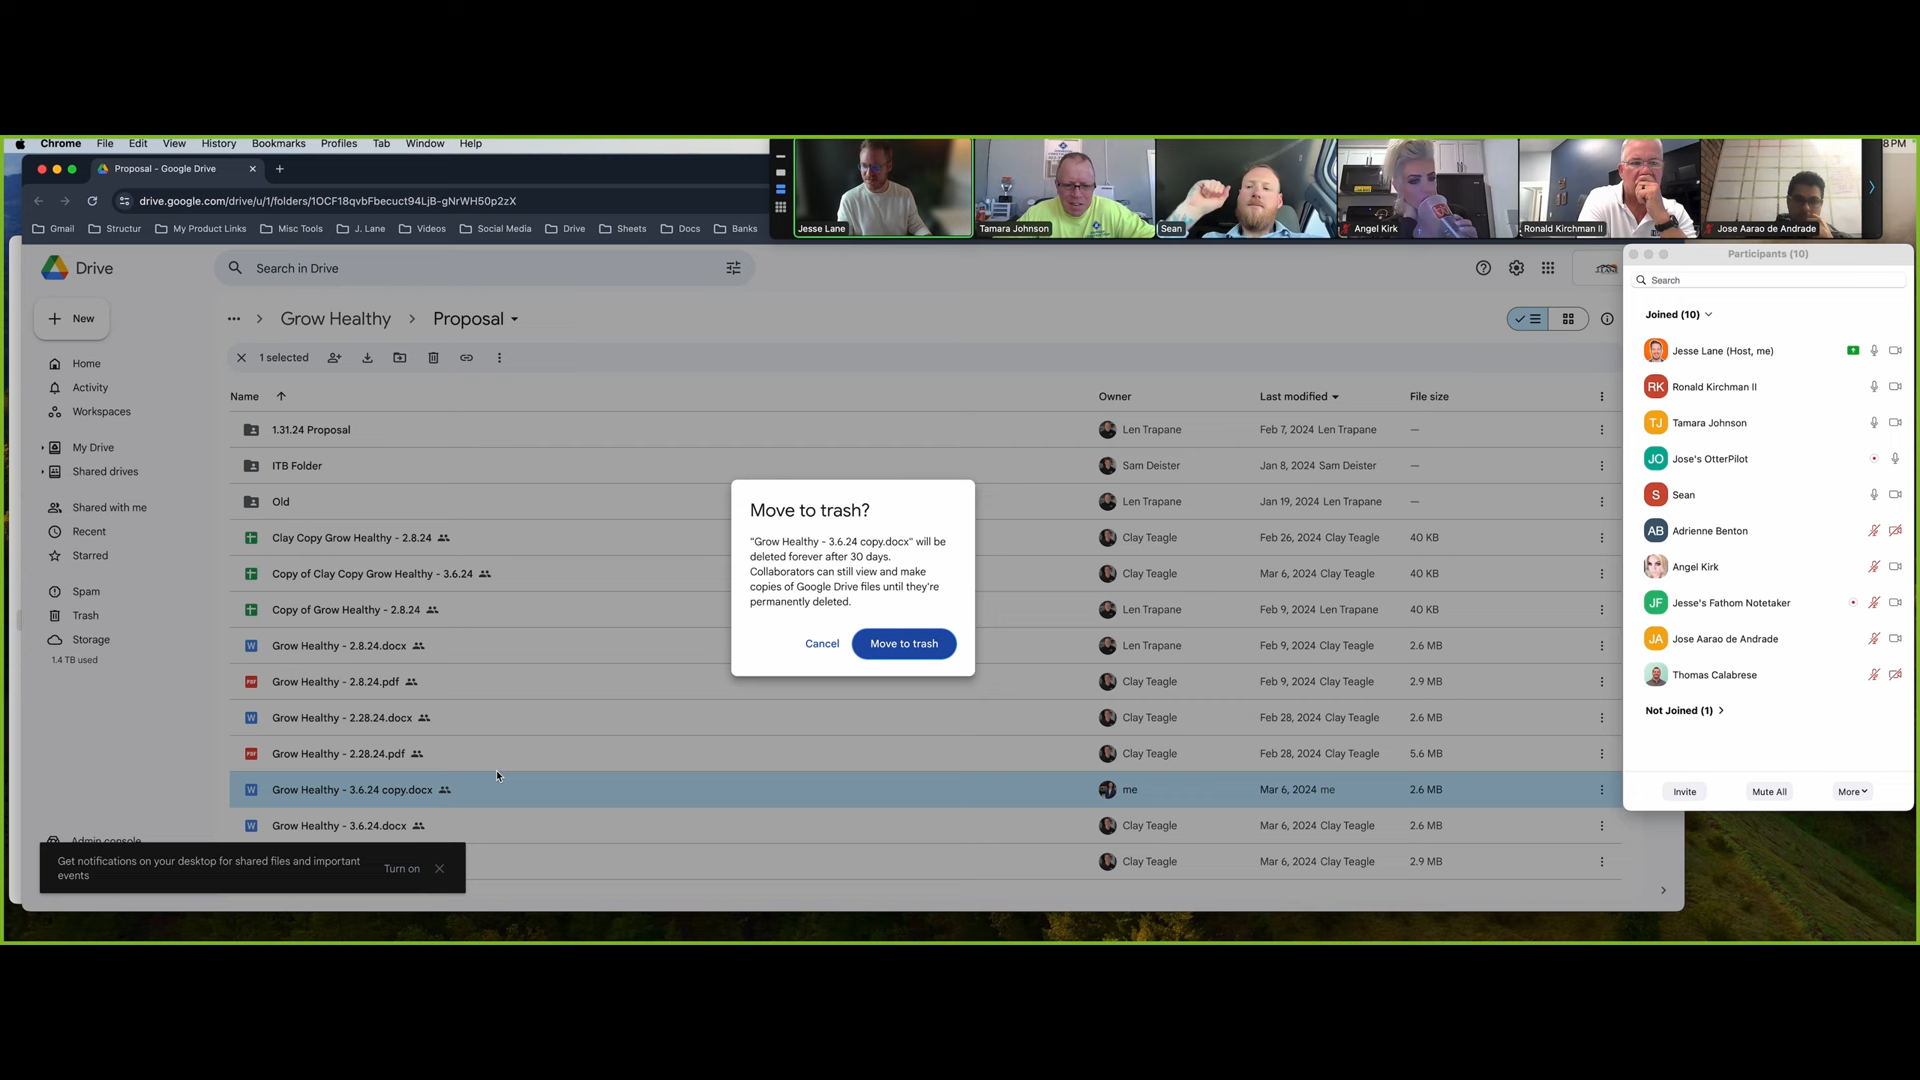 Chrome File Edit View History Bookmarks Profiles Tab Window Help
8 PM
Proposal - Google Drive
drive.google.com/drive/u/1/folders/1OCF18qvbFbecuct94LjB-gNrWH50p2zX
Gmail Structur My Product Links Misc Tools J. Lane Videos Social Media Drive Sheets Docs Banks
Jesse Lane
Tamara Johnson
Sean
Angel Kirk
Ronald Kirchman II
Jose Aarao de Andrade
Drive
Search in Drive
New
Home
Activity
Workspaces
My Drive
Shared drives
Shared with me
Recent
Starred
Spam
Trash
Storage
1.4 TB used
Admin console
Grow Healthy > Proposal
1 selected
Name Owner Last modified File size
1.31.24 Proposal Len Trapane Feb 7, 2024 Len Trapane —
ITB Folder Sam Deister Jan 8, 2024 Sam Deister —
Old Len Trapane Jan 19, 2024 Len Trapane —
Clay Copy Grow Healthy - 2.8.24 Clay Teagle Feb 26, 2024 Clay Teagle 40 KB
Copy of Clay Copy Grow Healthy - 3.6.24 Clay Teagle Mar 6, 2024 Clay Teagle 40 KB
Copy of Grow Healthy - 2.8.24 Len Trapane Feb 9, 2024 Len Trapane 40 KB
Grow Healthy - 2.8.24.docx Len Trapane Feb 9, 2024 Len Trapane 2.6 MB
Grow Healthy - 2.8.24.pdf Clay Teagle Feb 9, 2024 Clay Teagle 2.9 MB
Grow Healthy - 2.28.24.docx Clay Teagle Feb 28, 2024 Clay Teagle 2.6 MB
Grow Healthy - 2.28.24.pdf Clay Teagle Feb 28, 2024 Clay Teagle 5.6 MB
Grow Healthy - 3.6.24 copy.docx me Mar 6, 2024 me 2.6 MB
Grow Healthy - 3.6.24.docx Clay Teagle Mar 6, 2024 Clay Teagle 2.6 MB
Clay Teagle Mar 6, 2024 Clay Teagle 2.9 MB
Move to trash?
"Grow Healthy - 3.6.24 copy.docx" will be
deleted forever after 30 days.
Collaborators can still view and make
copies of Google Drive files until they're
permanently deleted.
Cancel Move to trash
Get notifications on your desktop for shared files and important
events
Turn on
Participants (10)
Search
Joined (10)
Jesse Lane (Host, me)
RK Ronald Kirchman II
TJ Tamara Johnson
JO Jose's OtterPilot
S Sean
AB Adrienne Benton
Angel Kirk
JF Jesse's Fathom Notetaker
JA Jose Aarao de Andrade
Thomas Calabrese
Not Joined (1) >
Invite Mute All More